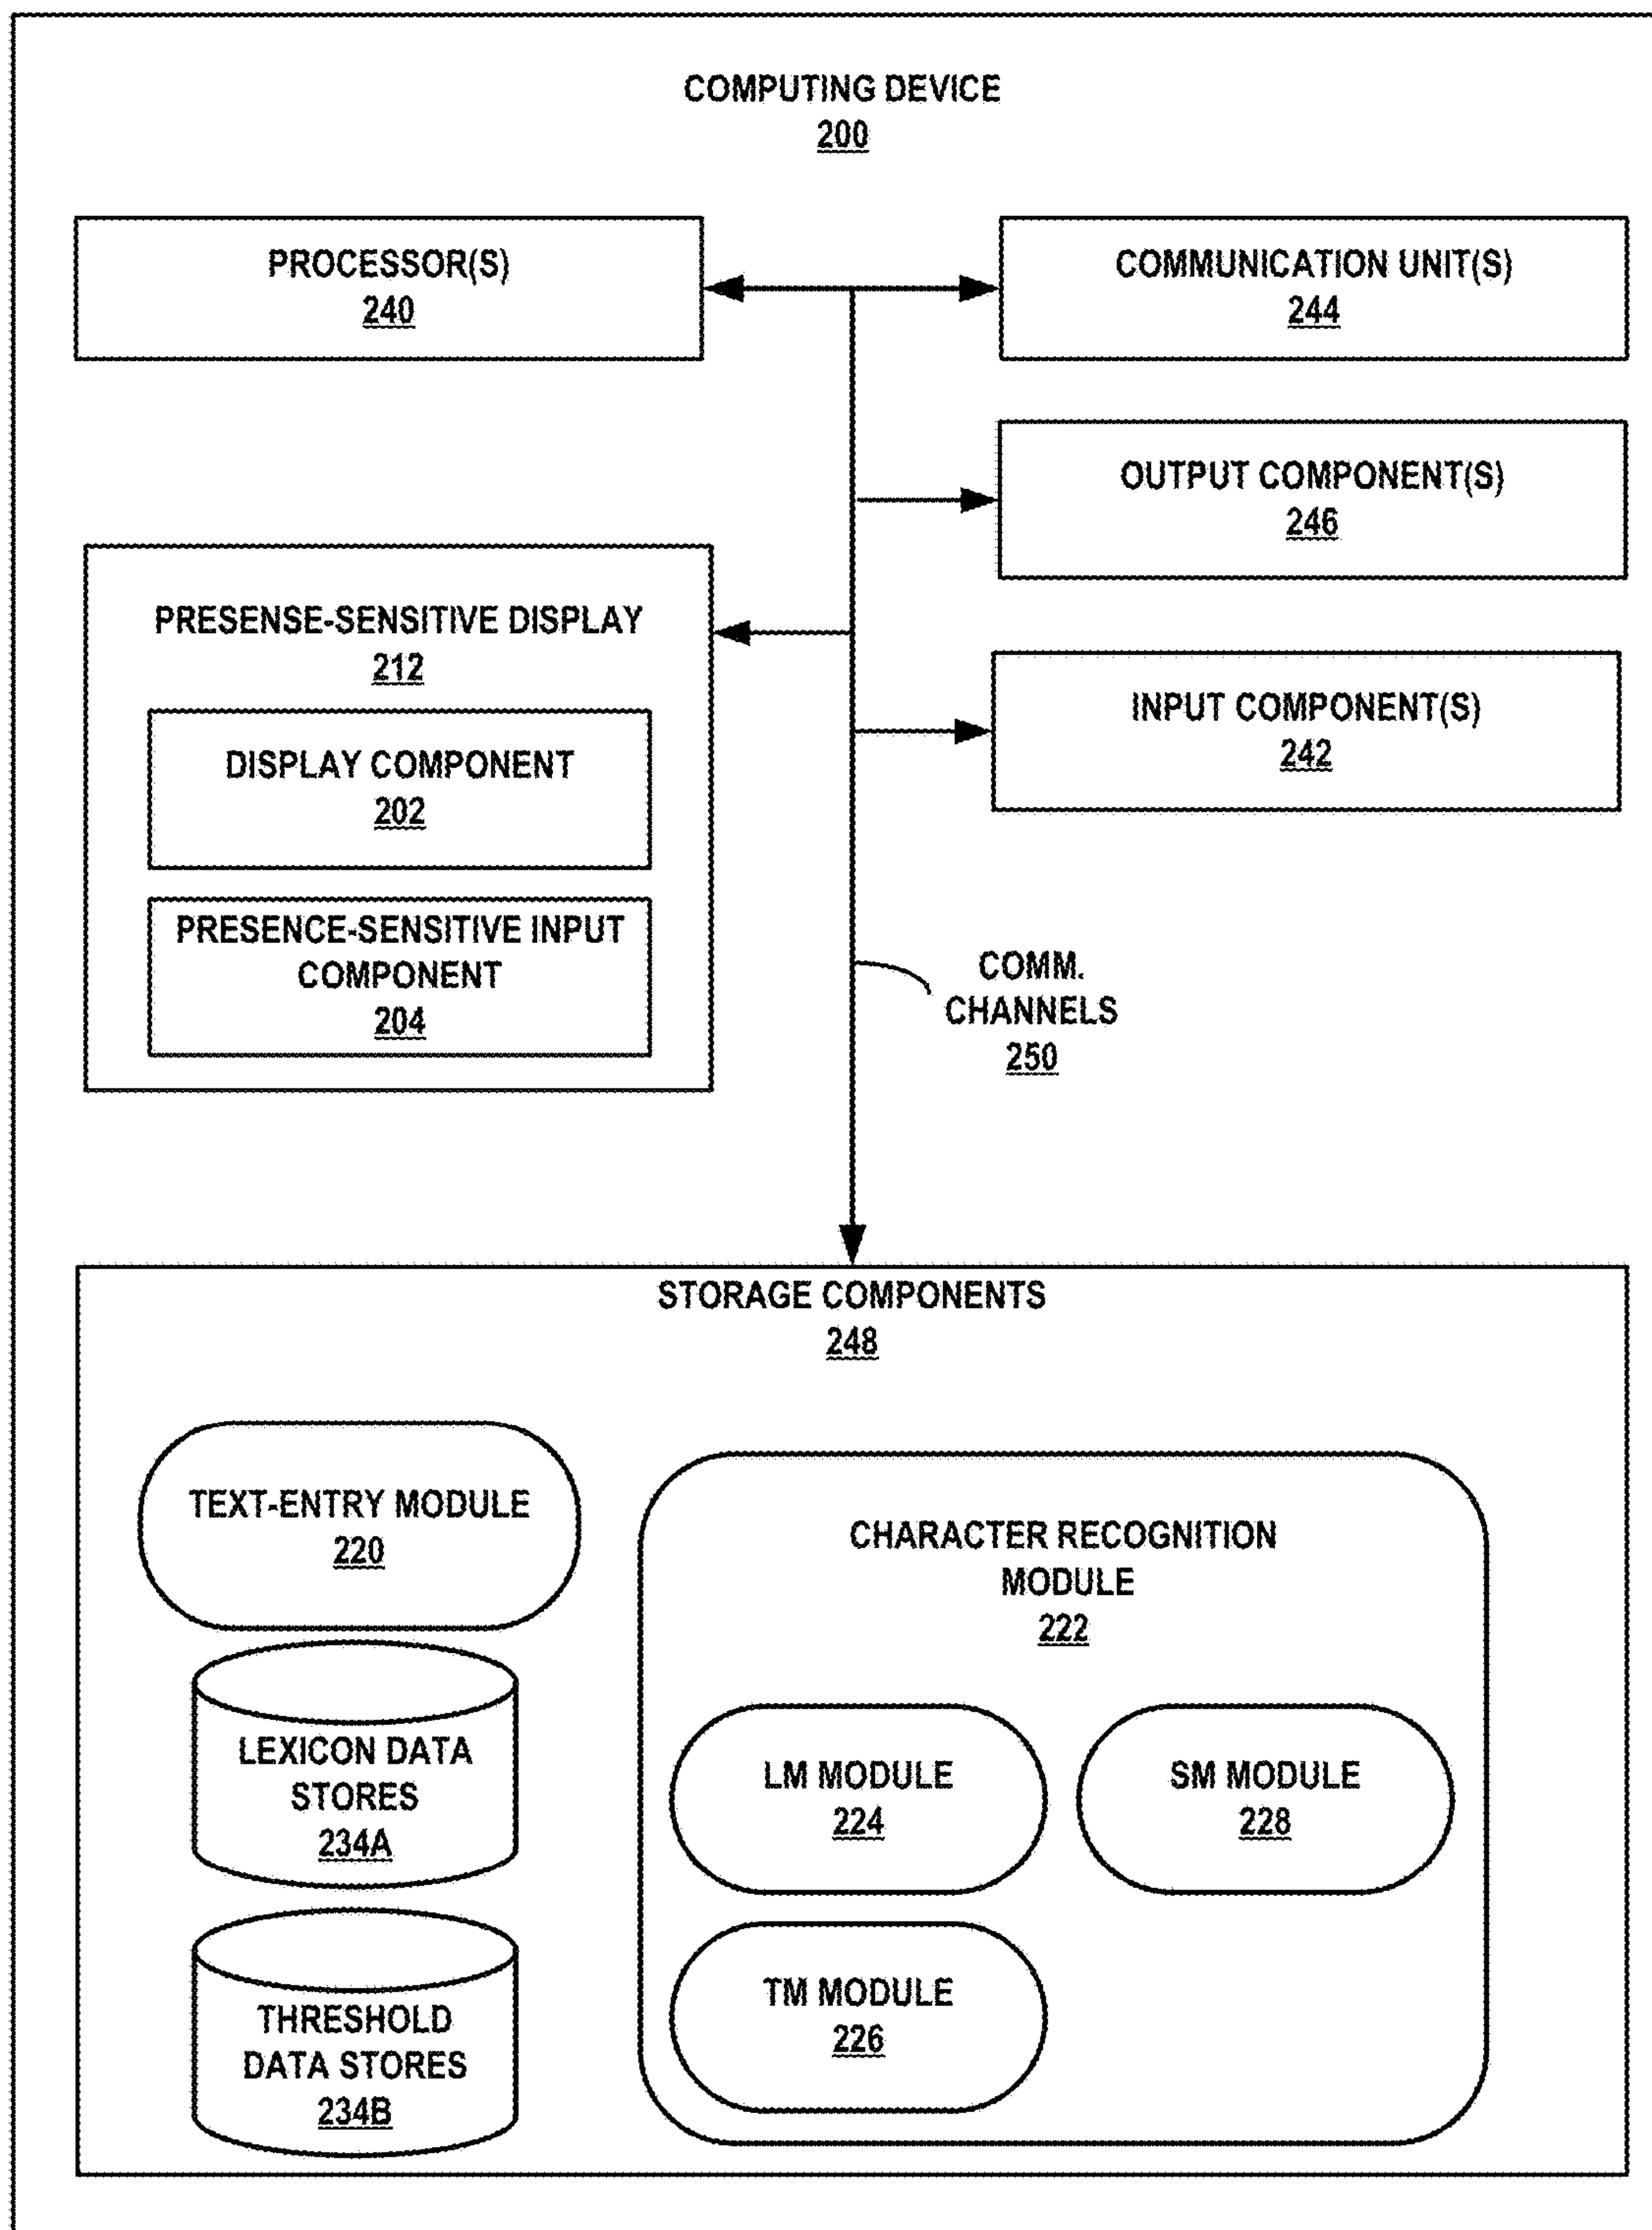 COMPUTING DEVICE
200
PROCESSOR(S)
240
COMMUNICATION UNIT(S)
244
OUTPUT COMPONENT(S)
246
PRESENSE-SENSITIVE DISPLAY
212
INPUT COMPONENT(S)
242
DISPLAY COMPONENT
202
PRESENCE-SENSITIVE INPUT
COMPONENT
204
COMM.
CHANNELS
250
STORAGE COMPONENTS
248
TEXT-ENTRY MODULE
220
CHARACTER RECOGNITION
MODULE
222
LEXICON DATA
STORES
234A
LM MODULE
224
SM MODULE
228
THRESHOLD
DATA STORES
234B
TM MODULE
226